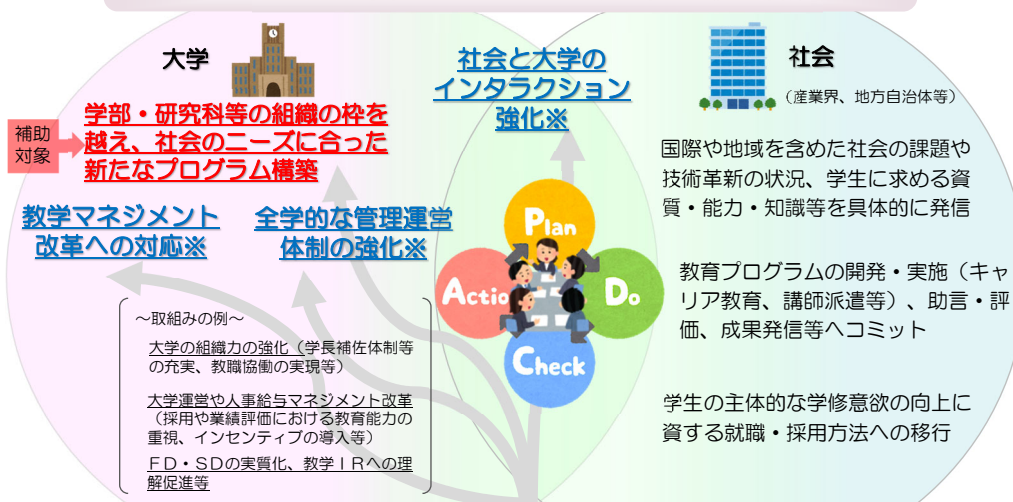 大学
社会と大学の
インタラクション
強化※
社会
(産業界、地方自治体等)
補助
対象
学部・研究科等の組織の枠を
越え、社会のニーズに合った
新たなプログラム構築
教学マネジメント
改革への対応※
全学的な管理運営
体制の強化※
Plan
Do
Check
Actio
～取組みの例～
大学の組織力の強化(学長補佐体制等
の充実、教職協働の実現等)
大学運営や人事給与マネジメント改革
(採用や業績評価における教育能力の
重視、インセンティブの導入等)
ＦＤ・ＳＤの実質化、教学ＩＲへの理
解促進等
国際や地域を含めた社会の課題や
技術革新の状況、学生に求める資
質・能力・知識等を具体的に発信
教育プログラムの開発・実施(キャ
リア教育、講師派遣等)、助言・評
価、成果発信等へコミット
学生の主体的な学修意欲の向上に
資する就職・採用方法への移行